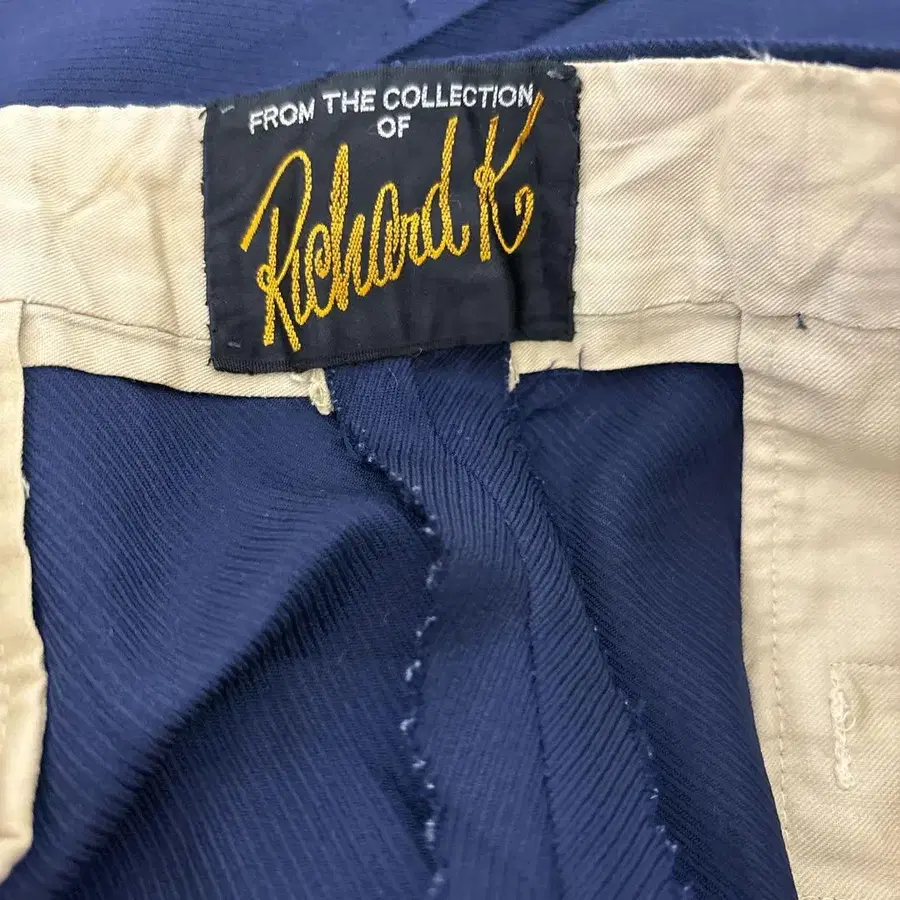 FROM THE COLLECTION
OF
Richard K